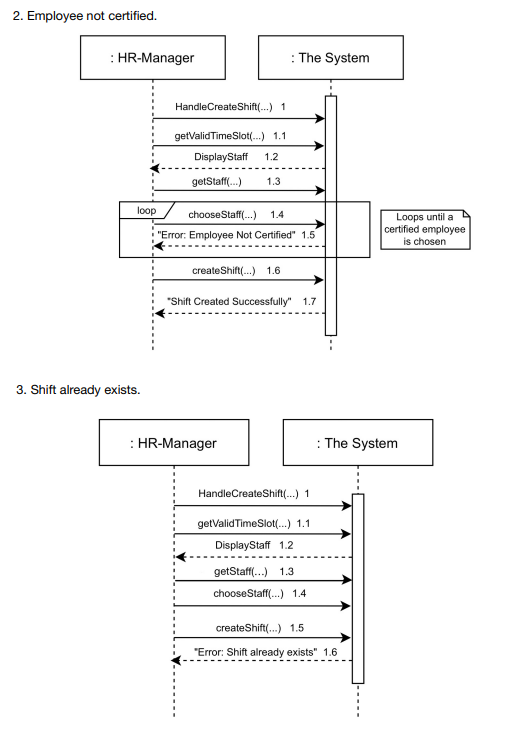 2. Employee not certified.
: HR-Manager
: The System
HandleCreateShift(...) 1
getValidTimeSlot(...) 1.1
DisplayStaff 1.2
getStaff(...) 1.3
loop
chooseStaff(...) 1.4
"Error: Employee Not Certified" 1.5
Loops until a
certified employee
is chosen
createShift(...) 1.6
"Shift Created Successfully" 1.7
3. Shift already exists.
: HR-Manager
: The System
HandleCreateShift(...) 1
getValidTimeSlot(...) 1.1
DisplayStaff 1.2
getStaff(...) 1.3
chooseStaff(...) 1.4
createShift(...) 1.5
"Error: Shift already exists" 1.6